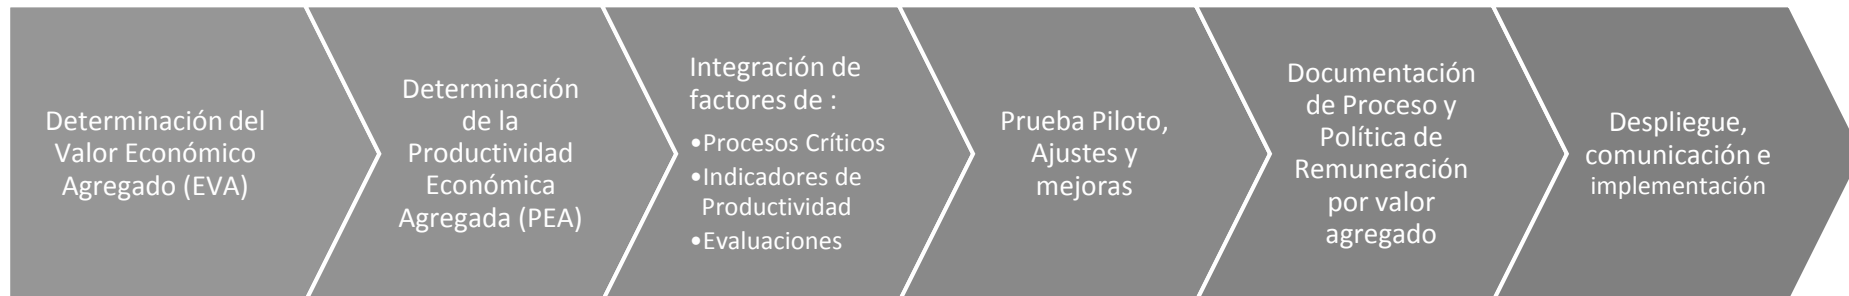 Determinación del
Valor Económico
Agregado (EVA)
Determinación
de la
Productividad
Económica
Agregada (PEA)
Integración de
factores de :
•Procesos Críticos
•Indicadores de
Productividad
•Evaluaciones
Prueba Piloto,
Ajustes y
mejoras
Documentación
de Proceso y
Política de
Remuneración
por valor
agregado
Despliegue,
comunicación e
implementación